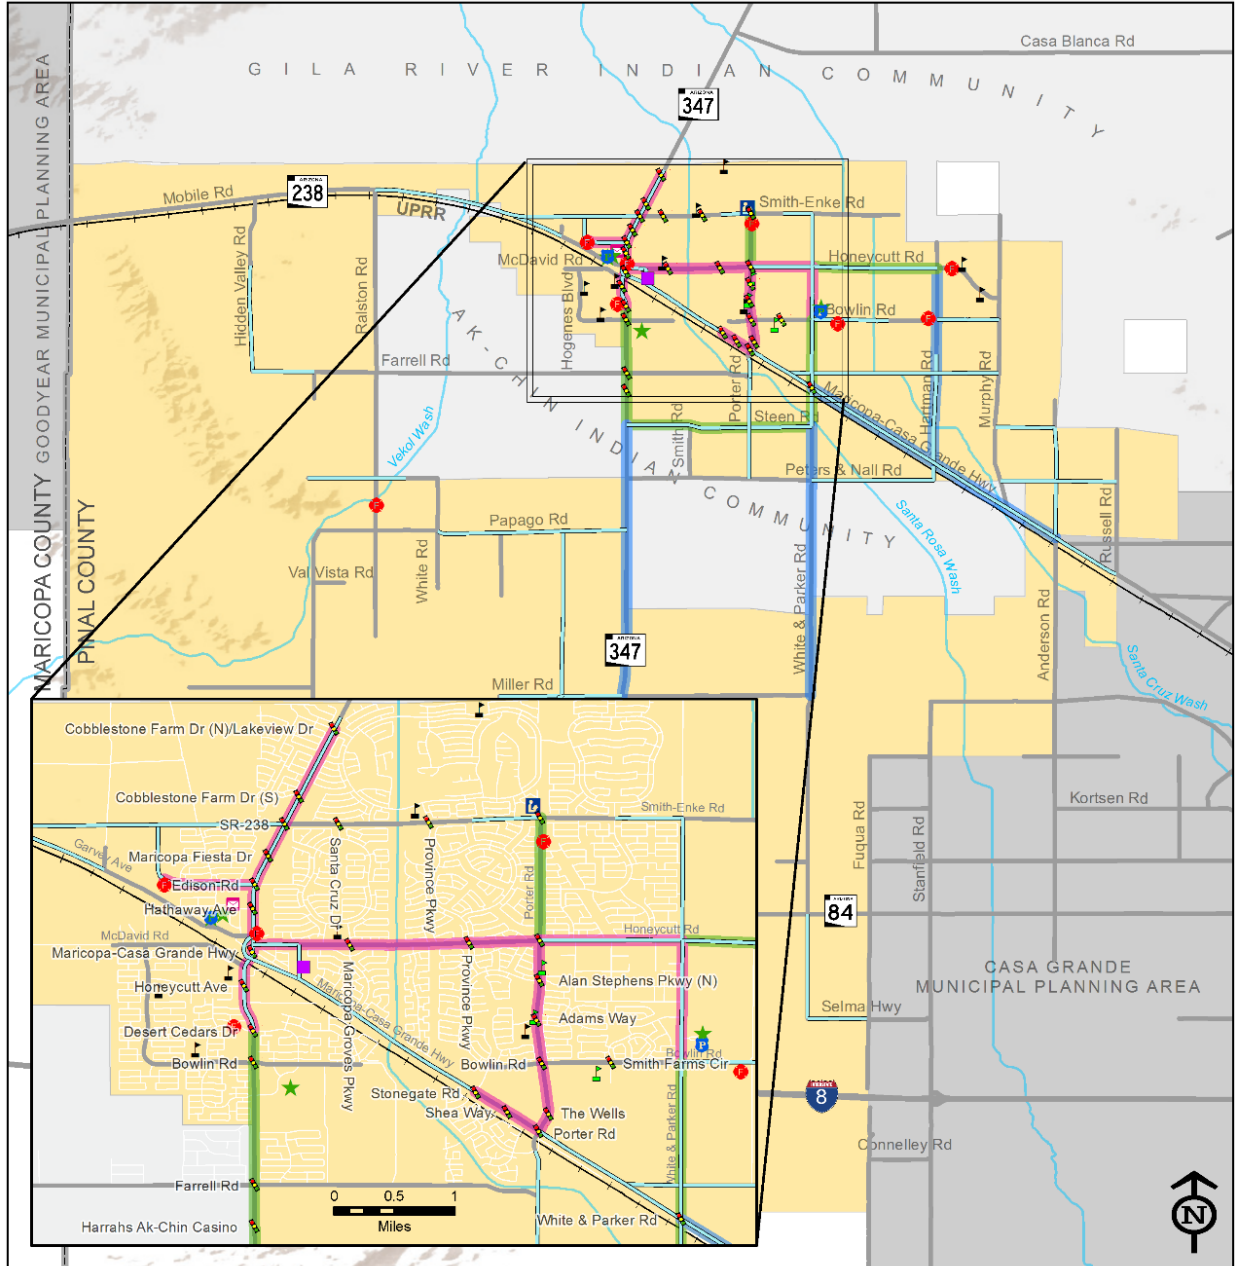 Casa Blanca Rd
GILA RIVER INDIAN COMMUNITY
MARICOPA COUNTY
GOODYEAR MUNICIPAL PLANNING AREA
PINAL COUNTY
ARIZONA
347
Mobile Rd
ARIZONA
238
UPRR
Smith-Enke Rd
McDavid Rd
Honeycutt Rd
Hidden Valley Rd
Ralston Rd
Hogenes Blvd
Bowlin Rd
AK-CHIN INDIAN COMMUNITY
Farrell Rd
Porter Rd
Hartman Rd
Murphy Rd
Maricopa-Casa Grande Hwy
Steen Rd
Smith Rd
Vekol Wash
Peters & Nall Rd
Papago Rd
Santa Rosa Wash
Russell Rd
Val Vista Rd
White Rd
White & Parker Rd
Anderson Rd
ARIZONA
347
Santa Cruz Wash
Miller Rd
Kortsen Rd
Fuqua Rd
Stanfield Rd
ARIZONA
84
CASA GRANDE
MUNICIPAL PLANNING AREA
Selma Hwy
8
Connelley Rd
N
Cobblestone Farm Dr (N)/Lakeview Dr
Cobblestone Farm Dr (S)
Smith-Enke Rd
SR-238
Garvey Ave
Maricopa Fiesta Dr
Santa Cruz Dr
Province Pkwy
Porter Rd
Edison Rd
Hathaway Ave
McDavid Rd
Honeycutt Rd
Maricopa-Casa Grande Hwy
Honeycutt Ave
Maricopa Groves Pkwy
Maricopa-Casa Grande Hwy
Province Pkwy
Alan Stephens Pkwy (N)
Adams Way
Desert Cedars Dr
Bowlin Rd
Bowlin Rd
Bowlin Rd
Smith Farms Cir
Stonegate Rd
Shea Way
The Wells
Porter Rd
White & Parker Rd
Farrell Rd
Harrahs Ak-Chin Casino
White & Parker Rd
0 0.5 1
Miles